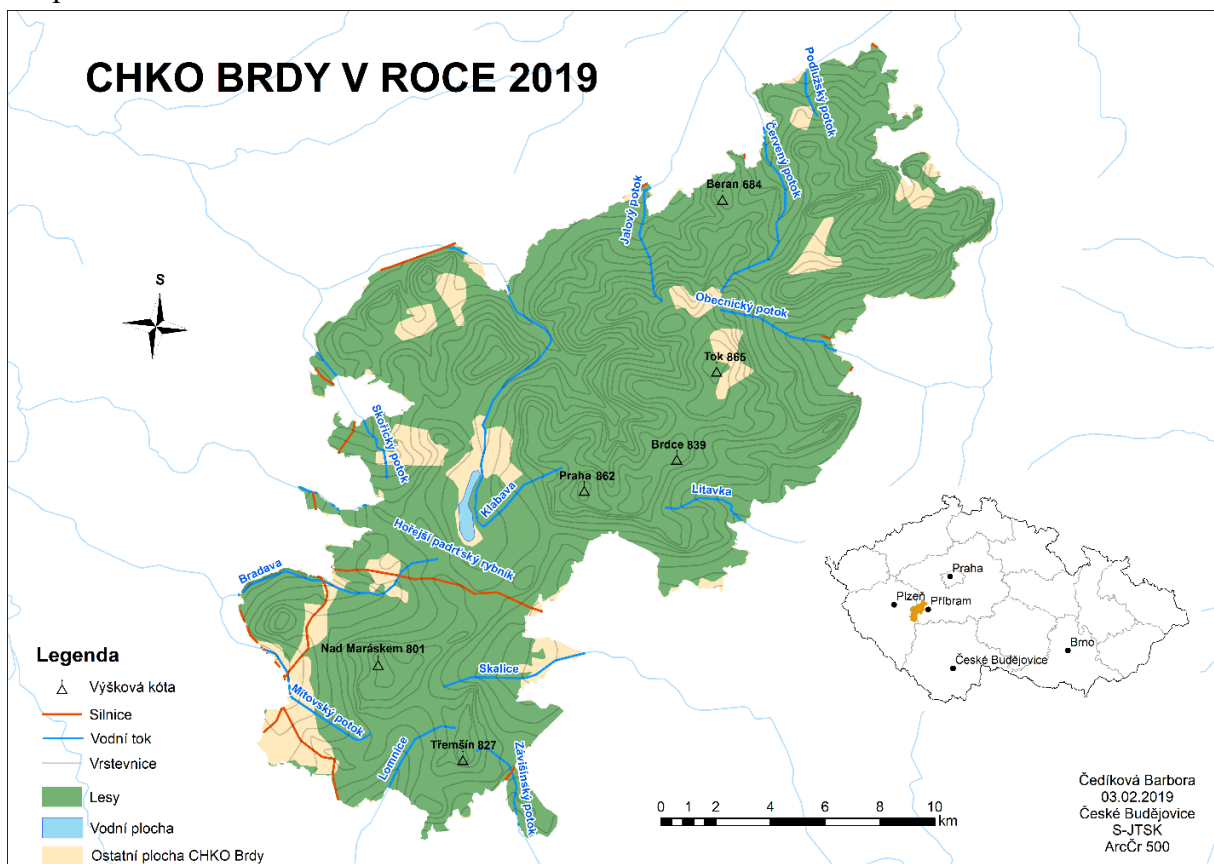 CHKO BRDY V ROCE 2019
Podlužský potok
Červený potok
Beran 684
Jalový potok
S
Obecnický potok
Tok 865
Skořický potok
Brdce 839
Praha 862
Klabava
Litavka
Hořejší padrťský rybník
Bradava
Nad Maráskem 801
Skalice
Mítovský potok
Třemšín 827
Lomnice
Závišínský potok
Praha
Plzeň
Příbram
Brno
České Budějovice
Legenda
Výšková kóta
Silnice
Vodní tok
Vrstevnice
Lesy
Vodní plocha
Ostatní plocha CHKO Brdy
0 1 2 4 6 8 10
km
Čedíková Barbora
03.02.2019
České Budějovice
S-JTSK
ArcČr 500